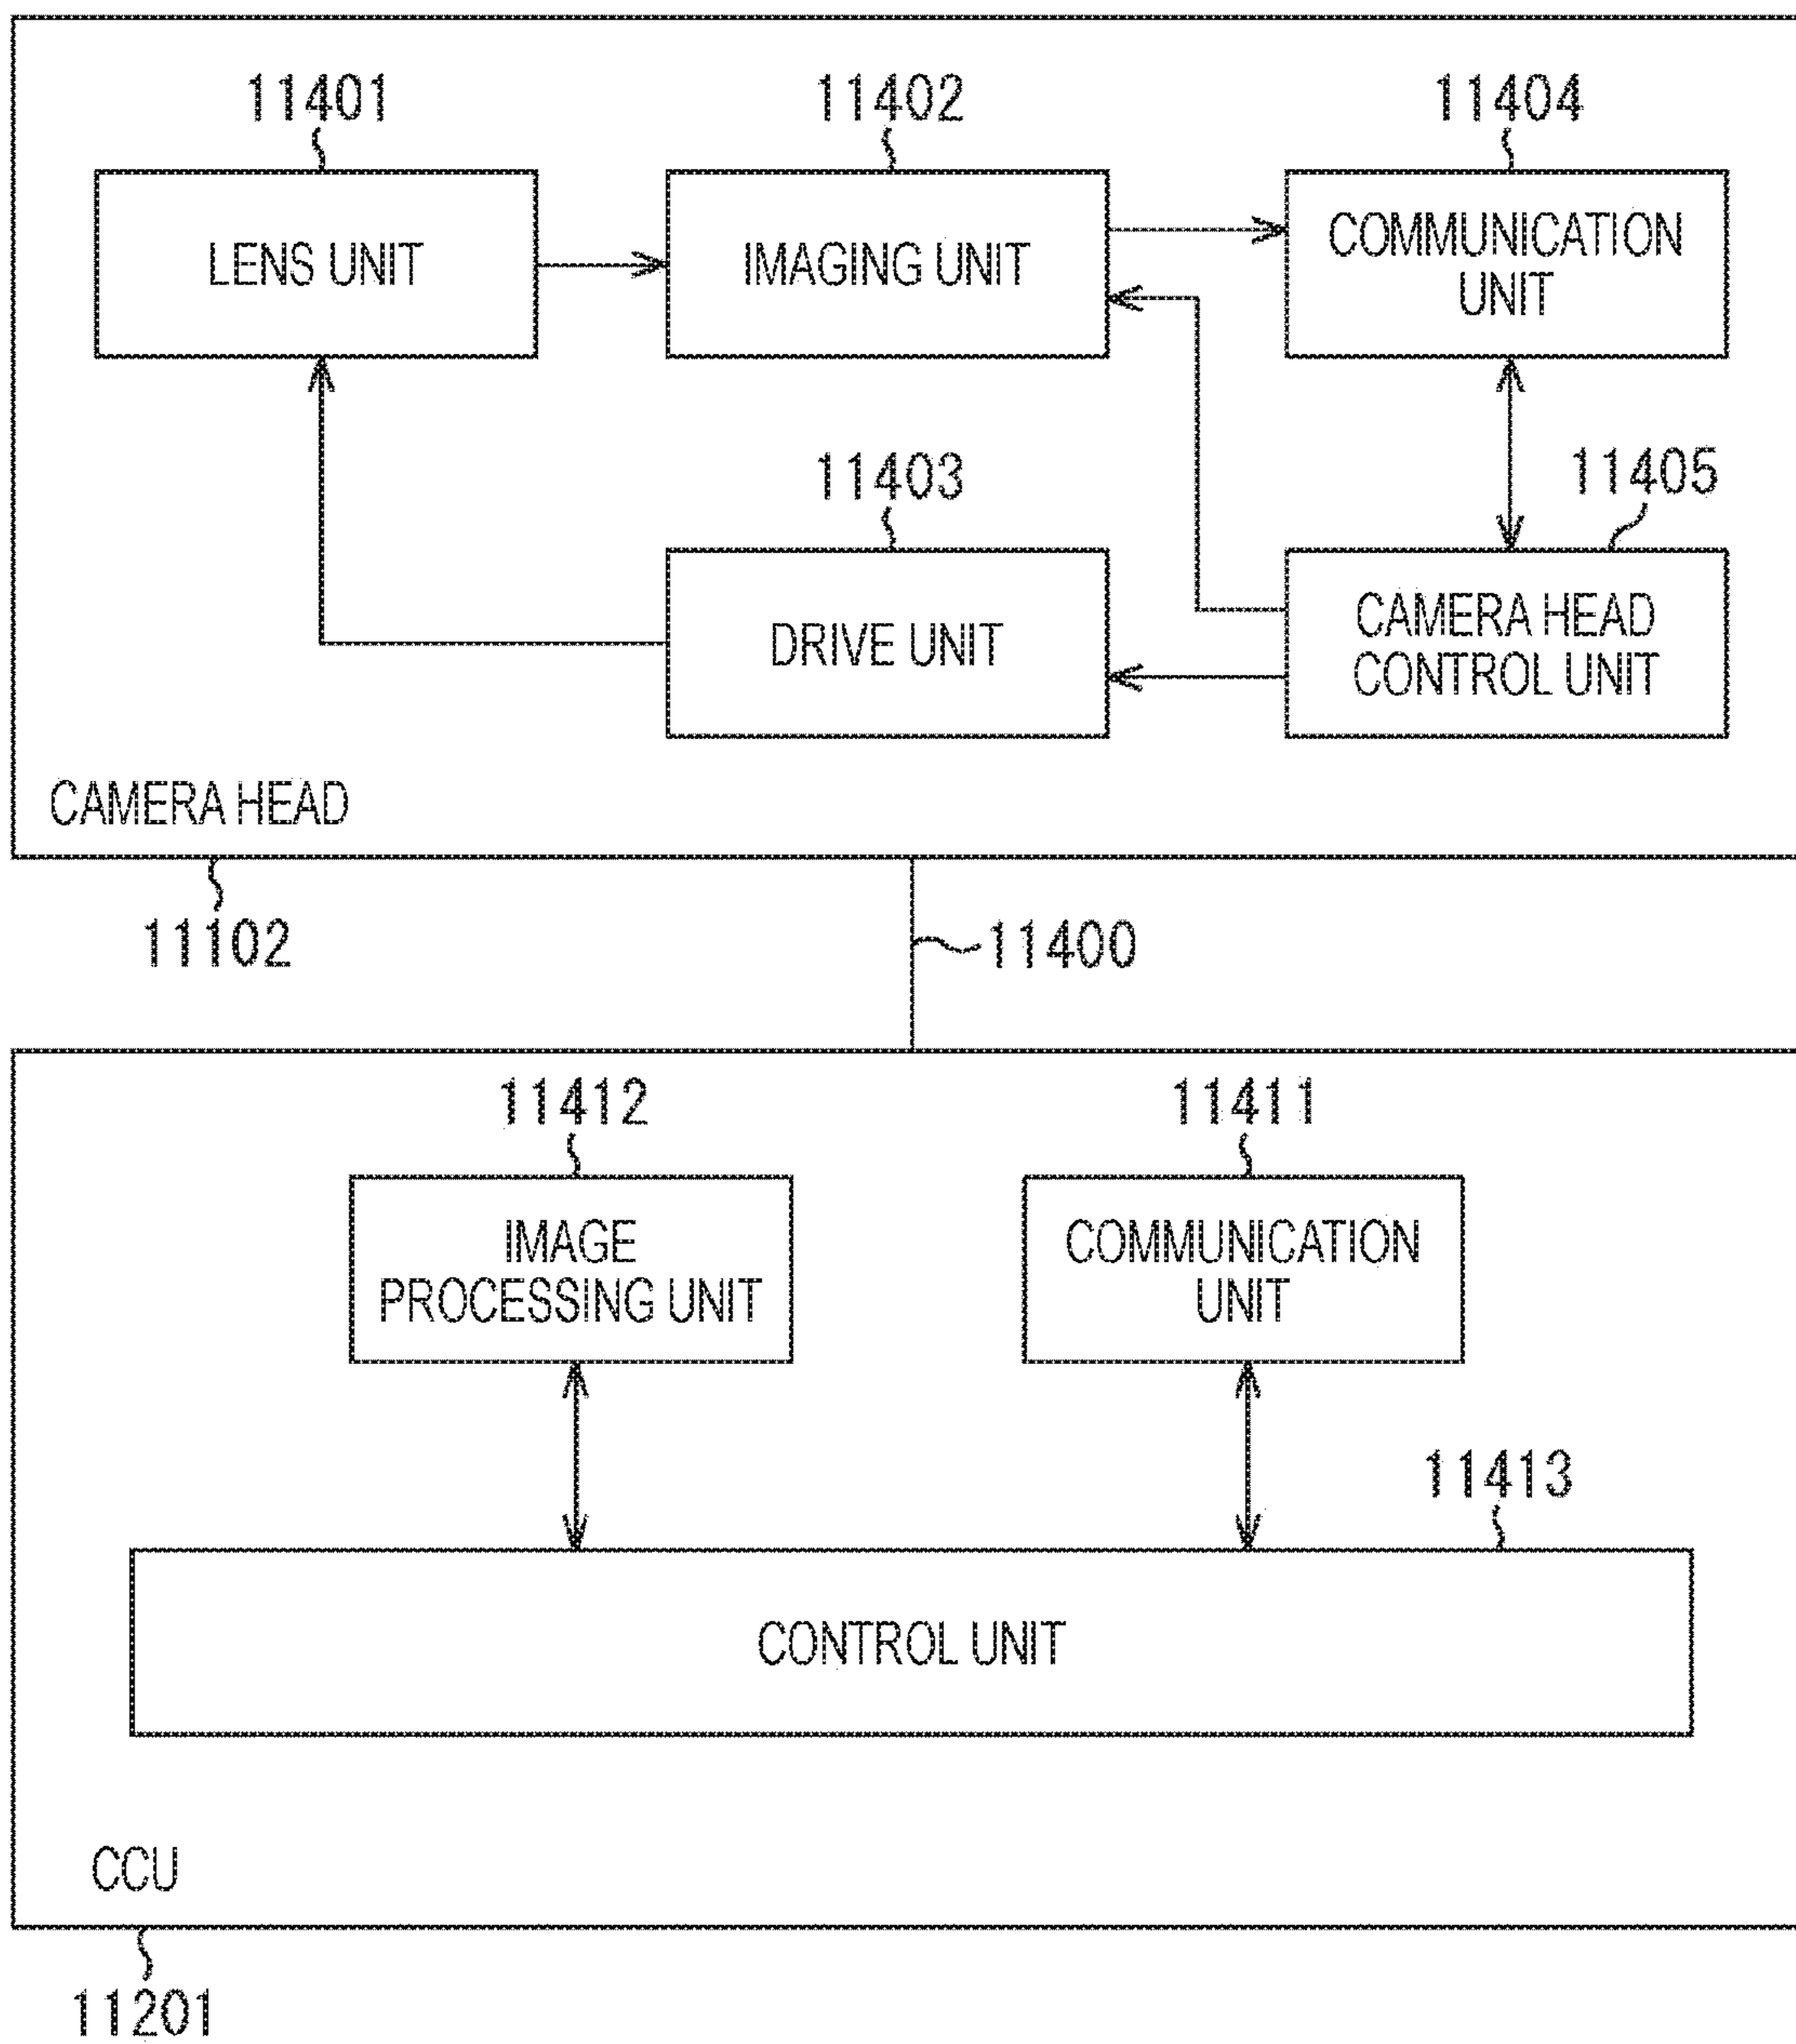 11401
11402
11404
LENS UNIT
IMAGING UNIT
COMMUNICATION
UNIT
11403
11405
DRIVE UNIT
CAMERA HEAD
CONTROL UNIT
CAMERA HEAD
11102
11400
11412
11411
IMAGE
PROCESSING UNIT
COMMUNICATION
UNIT
11413
CONTROL UNIT
CCU
11201